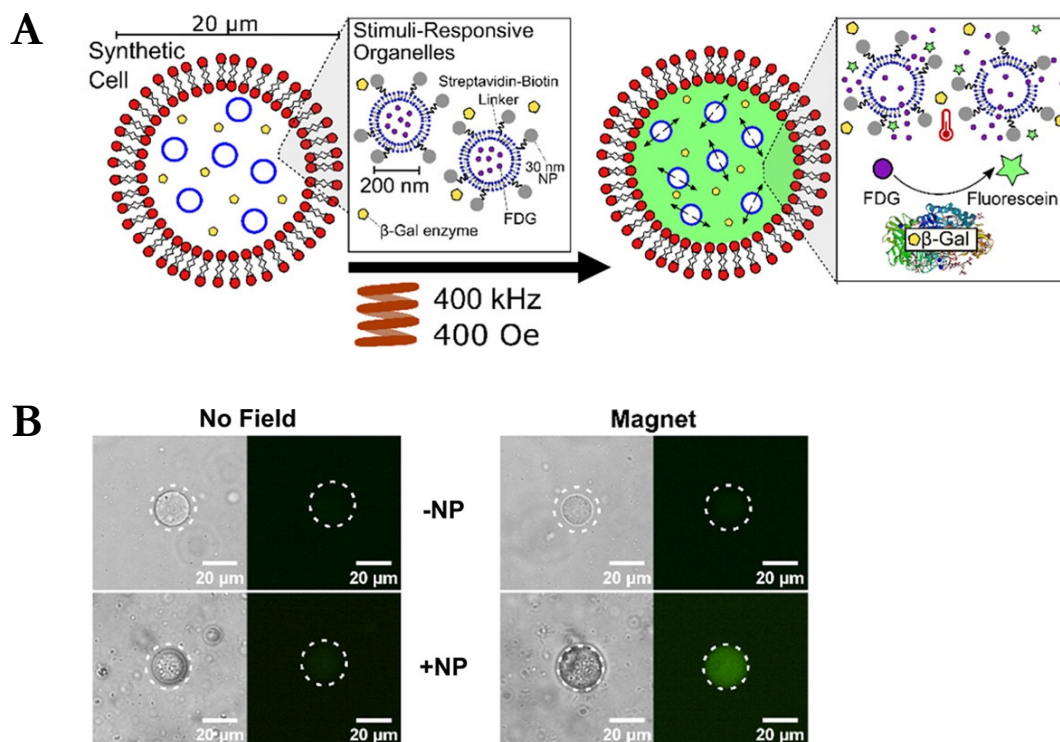 A
20 μm
Synthetic
Cell
Stimuli-Responsive
Organelles
Streptavidin-Biotin
Linker
200 nm
30 nm
NP
FDG
β-Gal enzyme
400 kHz
400 Oe
FDG
Fluorescein
β-Gal
B
No Field
Magnet
20 μm
20 μm
-NP
20 μm
20 μm
20 μm
20 μm
+NP
20 μm
20 μm